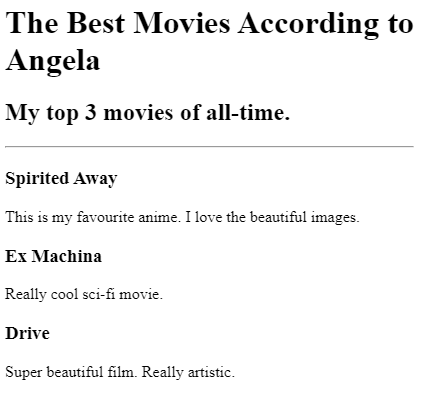 The Best Movies According to
Angela
My top 3 movies of all-time.
Spirited Away
This is my favourite anime. I love the beautiful images.
Ex Machina
Really cool sci-fi movie.
Drive
Super beautiful film. Really artistic.